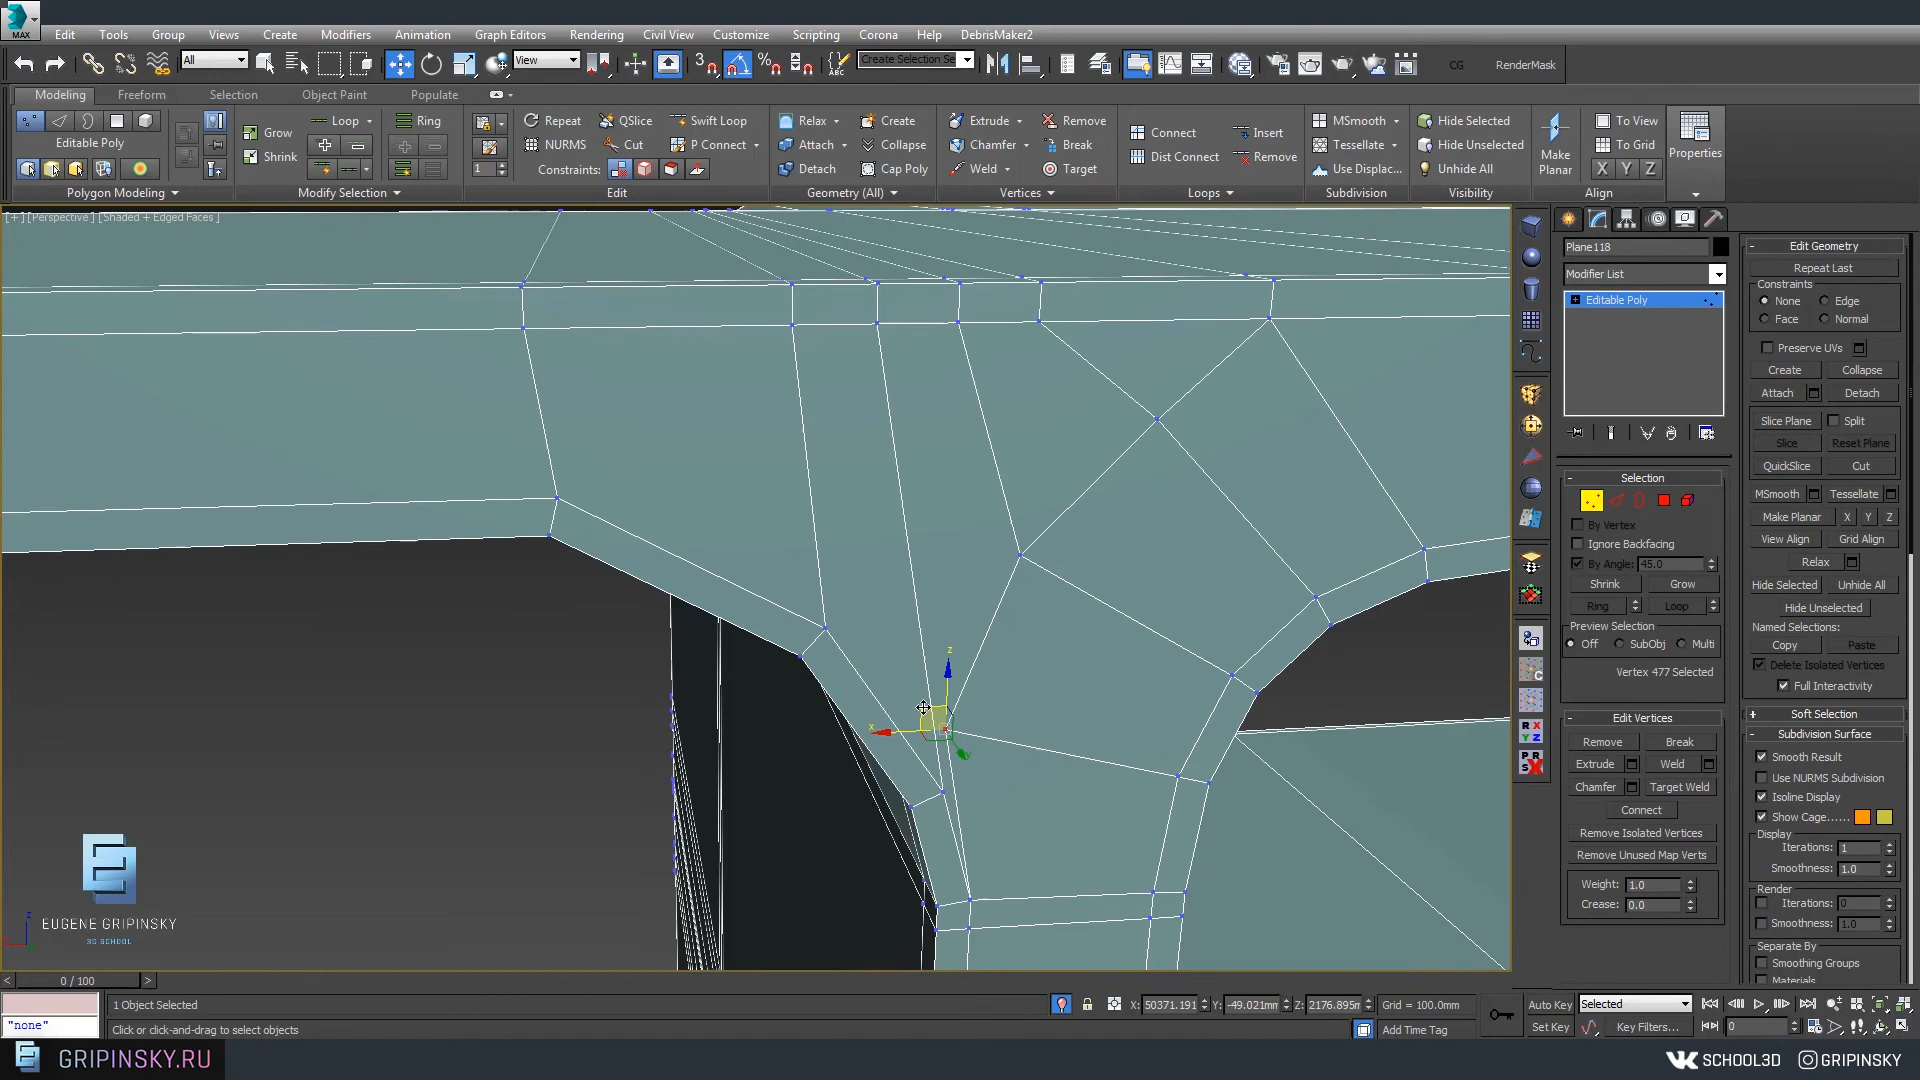 MAX
Edit Tools Group Views Create Modifiers Animation Graph Editors Rendering Civil View Customize Scripting Corona Help DebrisMaker2
All View 3 % ABC Create Selection Se CG RenderMask
Modeling Freeform Selection Object Paint Populate
Loop Ring Repeat QSlice Swift Loop Relax Create Extrude Remove MSmooth Hide Selected To View
Edit Poly Grow NURMS Cut P Connect Attach Collapse Chamfer Break Connect Insert Tessellate Hide Unselected To Grid
Shrink 1 Constraints: Detach Cap Poly Weld Target Dist Connect Remove Use Displac... Unhide All Make Planar X Y Z Properties
Polygon Modeling Modify Selection Edit Geometry (All) Vertices Loops Subdivision Visibility Align
[+] [Perspective] [Shaded + Edged Faces]
Plane118
Modifier List
Editable Poly
Selection
By Vertex
Ignore Backfacing
By Angle: 45.0
Shrink Grow
Ring Loop
Preview Selection
Off SubObj Multi
Vertex 477 Selected
Edit Vertices
Remove Break
Extrude Weld
Chamfer Target Weld
Connect
Remove Isolated Vertices
Remove Unused Map Verts
Weight: 1.0
Crease: 0.0
Edit Geometry
Repeat Last
Constraints
None Edge
Face Normal
Preserve UVs
Create Collapse
Attach Detach
Slice Plane Split
Slice Reset Plane
QuickSlice Cut
MSmooth Tessellate
Make Planar X Y Z
View Align Grid Align
Relax
Hide Selected Unhide All
Hide Unselected
Named Selections:
Copy Paste
Delete Isolated Vertices
Full Interactivity
Soft Selection
Subdivision Surface
Smooth Result
Use NURMS Subdivision
Isoline Display
Show Cage......
Display
Iterations: 1
Smoothness: 1.0
Render
Iterations: 0
Smoothness: 1.0
Separate By
Smoothing Groups
Materials
z
x
y
EUGENE GRIPINSKY
3D SCHOOL
< 0 / 100 >
1 Object Selected X: 50371.191 Y: -49.021mm Z: 2176.895m Grid = 100.0mm Auto Key Selected
"none" Click or click-and-drag to select objects Add Time Tag Set Key Key Filters... 0
GRIPINSKY.RU SCHOOL3D GRIPINSKY